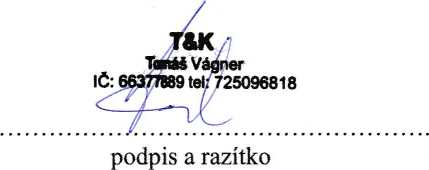 T&K
Tomáš Vágner
IČ: 66377889 tel: 725096818
podpis a razítko